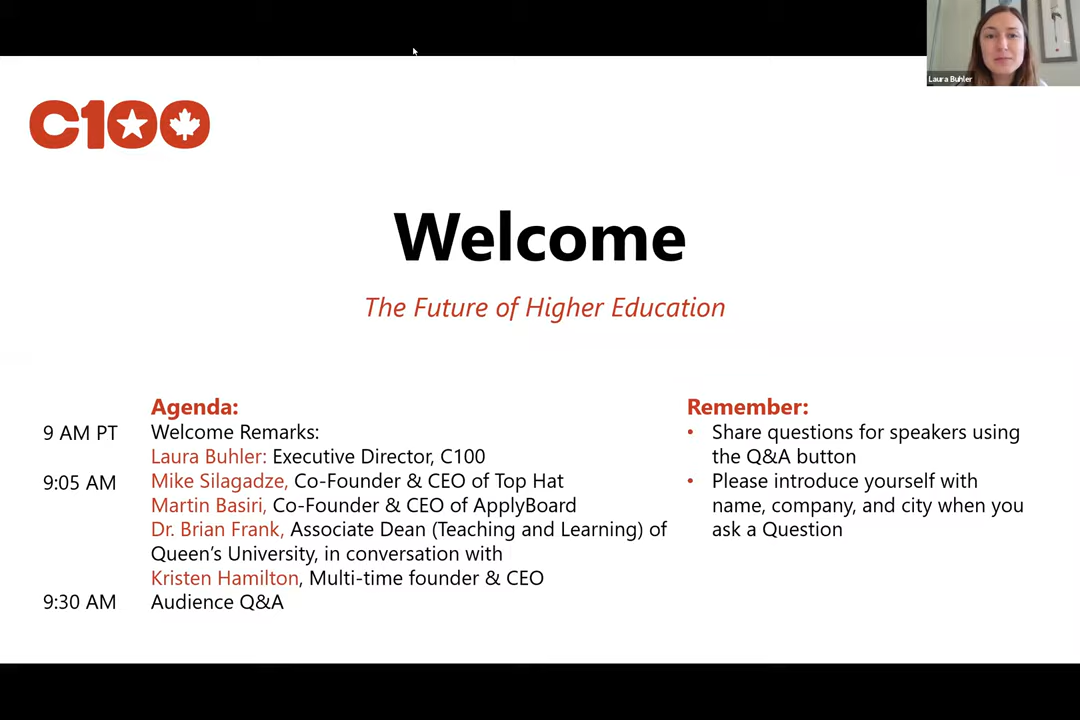 Laura Buhler
C100
Welcome
The Future of Higher Education
Agenda:
9 AM PT Welcome Remarks:
Laura Buhler: Executive Director, C100
9:05 AM Mike Silagadze, Co-Founder & CEO of Top Hat
Martin Basiri, Co-Founder & CEO of ApplyBoard
Dr. Brian Frank, Associate Dean (Teaching and Learning) of
Queen’s University, in conversation with
Kristen Hamilton, Multi-time founder & CEO
9:30 AM Audience Q&A
Remember:
• Share questions for speakers using
the Q&A button
• Please introduce yourself with
name, company, and city when you
ask a Question